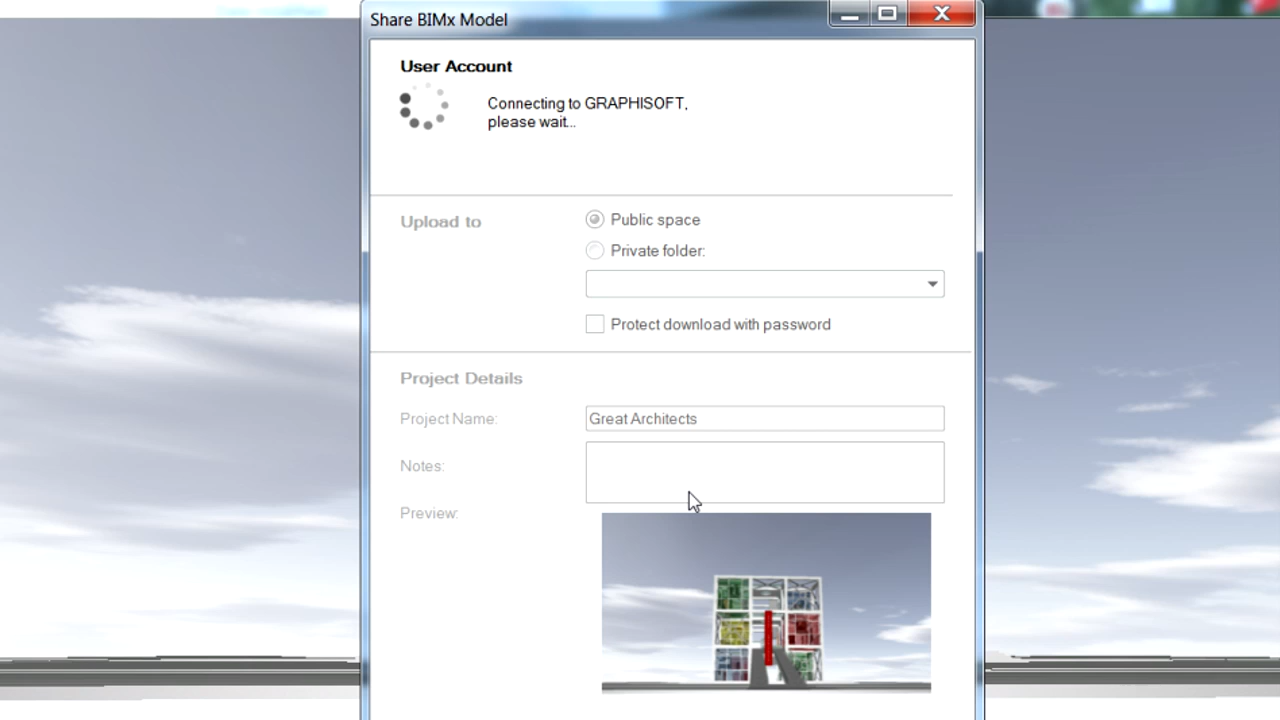 Share BIMx Model
User Account
Connecting to GRAPHISOFT,
please wait...
Upload to
Public space
Private folder:
Protect download with password
Project Details
Project Name:
Great Architects
Notes:
Preview: